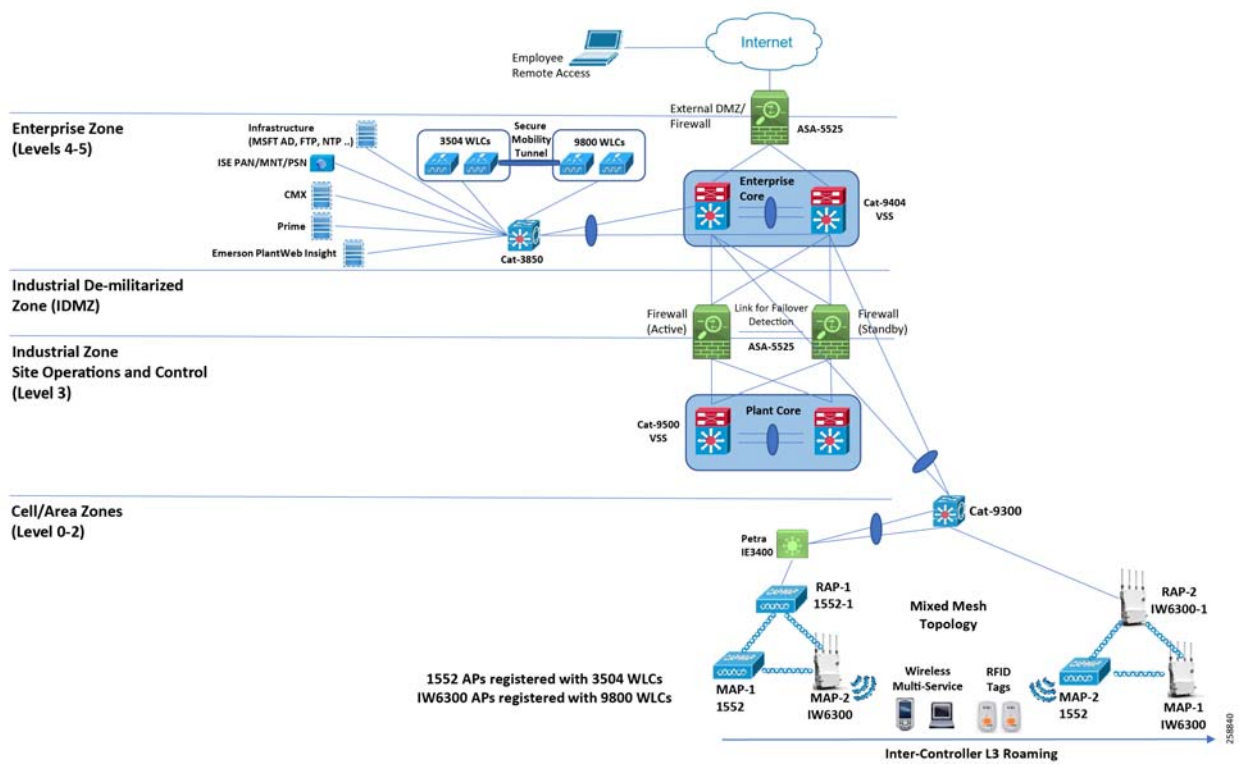 Internet
Employee
Remote Access
External DMZ/
Firewall
ASA-5525
Enterprise Zone
(Levels 4-5)
Infrastructure
(MSFT AD, FTP, NTP ..)
ISE PAN/MNT/PSN
CMX
Prime
Emerson PlantWeb Insight
3504 WLCs
Secure
Mobility
Tunnel
9800 WLCs
Cat-3850
Enterprise
Core
Cat-9404
VSS
Industrial De-militarized
Zone (IDMZ)
Firewall
(Active)
Link for Failover
Detection
ASA-5525
Firewall
(Standby)
Industrial Zone
Site Operations and Control
(Level 3)
Plant Core
Cat-9500
VSS
Cell/Area Zones
(Level 0-2)
Cat-9300
Petra
IE3400
RAP-1
1552-1
CAPWAP
Mixed Mesh
Topology
RAP-2
IW6300-1
1552 APs registered with 3504 WLCs
IW6300 APs registered with 9800 WLCs
CAPWAP
MAP-1
1552
MAP-2
IW6300
Wireless
Multi-Service
RFID
Tags
CAPWAP
MAP-2
1552
MAP-1
IW6300
Inter-Controller L3 Roaming
258840